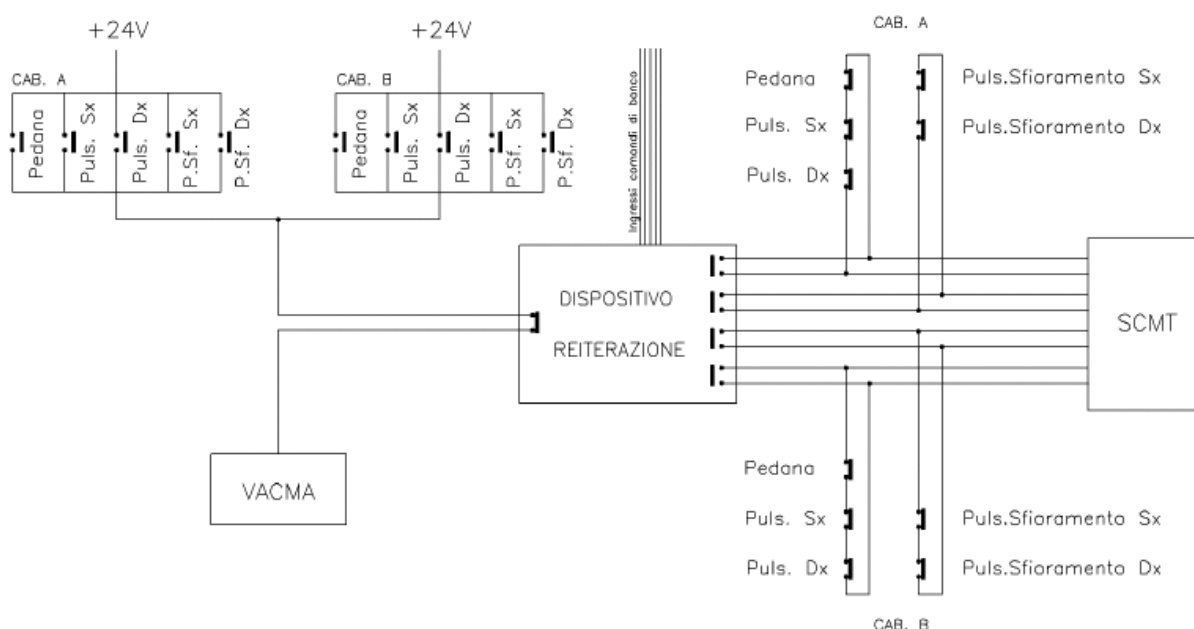 +24V
+24V
CAB. A
CAB. B
Pedana
Puls. Sx
Puls. Dx
P.Sf. Sx
P.Sf. Dx
Pedana
Puls. Sx
Puls. Dx
P.Sf. Sx
P.Sf. Dx
Ingressi comandi di banco
CAB. A
Pedana
Puls. Sx
Puls. Dx
Puls.Sfioramento Sx
Puls.Sfioramento Dx
DISPOSITIVO
REITERAZIONE
SCMT
VACMA
Pedana
Puls. Sx
Puls. Dx
Puls.Sfioramento Sx
Puls.Sfioramento Dx
CAB. B